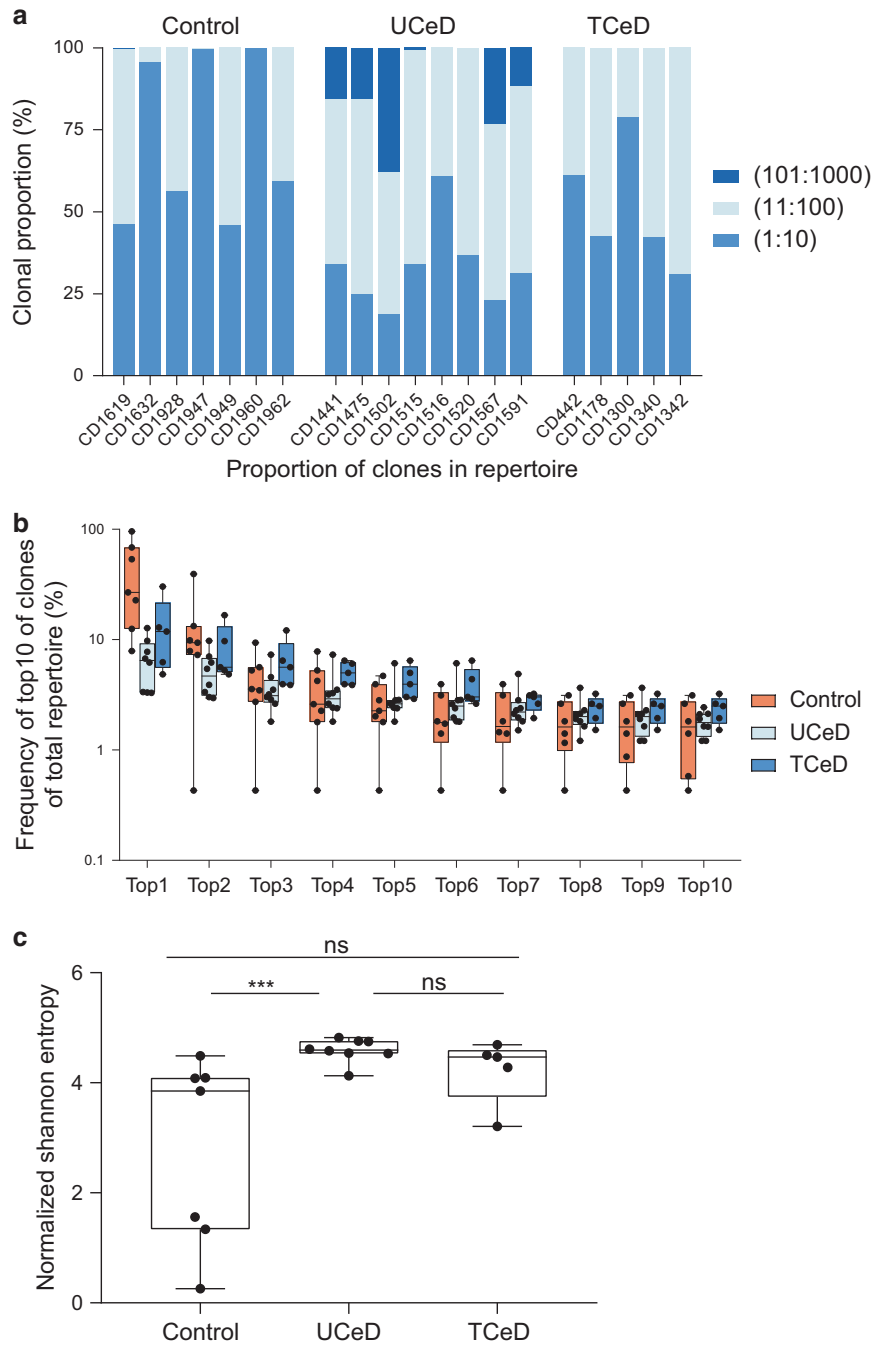 a
Control
UCeD
TCeD
Clonal proportion (%)
100
75
50
25
0
(101:1000)
(11:100)
(1:10)
CD1619
CD1632
CD1928
CD1947
CD1949
CD1960
CD1962
CD1441
CD1475
CD1502
CD1515
CD1516
CD1520
CD1567
CD1591
CD442
CD1178
CD1300
CD1340
CD1342
Proportion of clones in repertoire
b
Frequency of top10 of clones
of total repertoire (%)
100
10
1
0.1
Control
UCeD
TCeD
Top1
Top2
Top3
Top4
Top5
Top6
Top7
Top8
Top9
Top10
c
Normalized shannon entropy
6
4
2
0
ns
***
ns
Control
UCeD
TCeD